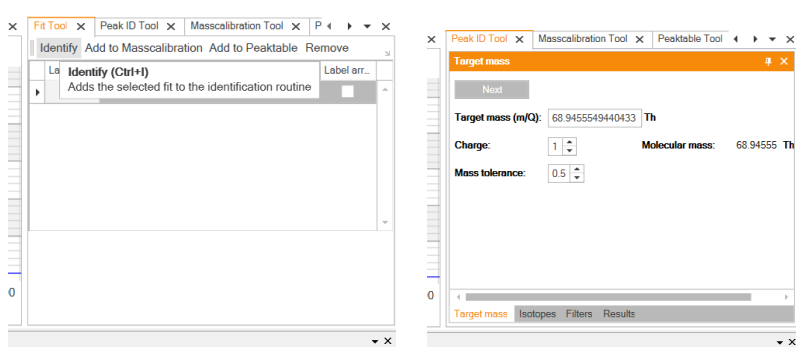 Fit Tool Peak ID Tool Masscalibration Tool P
Identify Add to Masscalibration Add to Peaktable Remove
La
Identify (Ctrl+I)
Adds the selected fit to the identification routine
Label arr...
0
Peak ID Tool Masscalibration Tool Peaktable Tool
Target mass
Next
Target mass (m/Q): 68.9455549440433 Th
Charge: 1 Molecular mass: 68.94555 Th
Mass tolerance: 0.5
0
Target mass Isotopes Filters Results